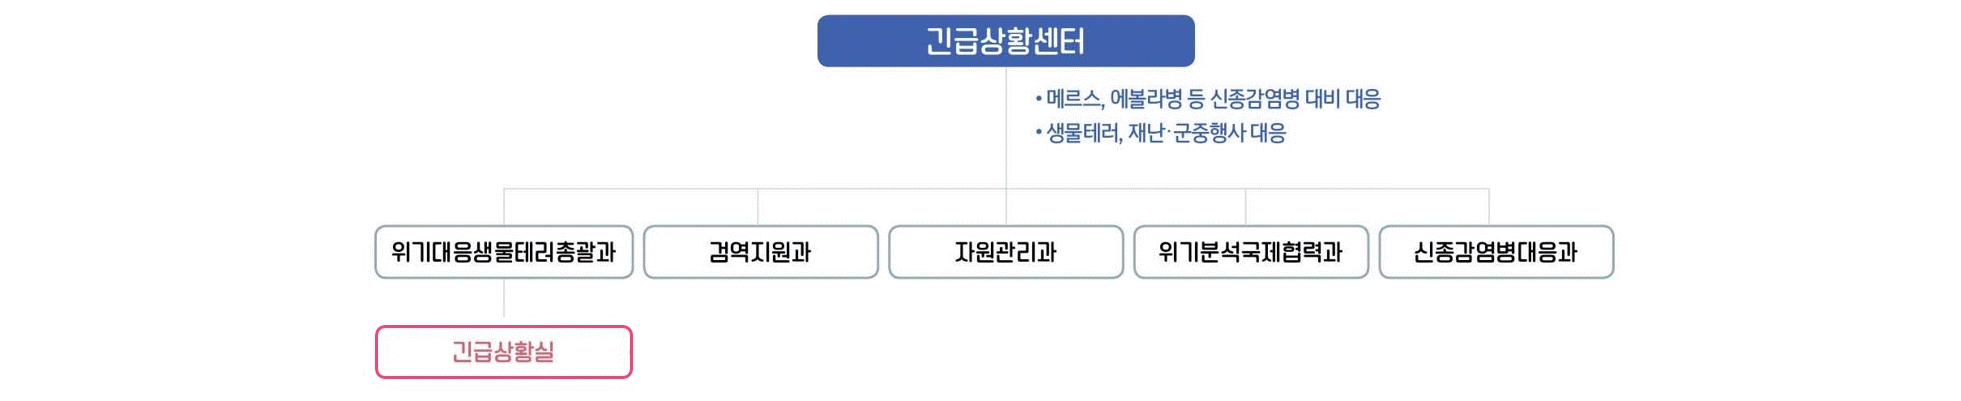 긴급상황센터
• 메르스, 에볼라병 등 신종감염병 대비 대응
• 생물테러, 재난·군중행사 대응
위기대응생물테러총괄과
검역지원과
자원관리과
위기분석국제협력과
신종감염병대응과
긴급상황실